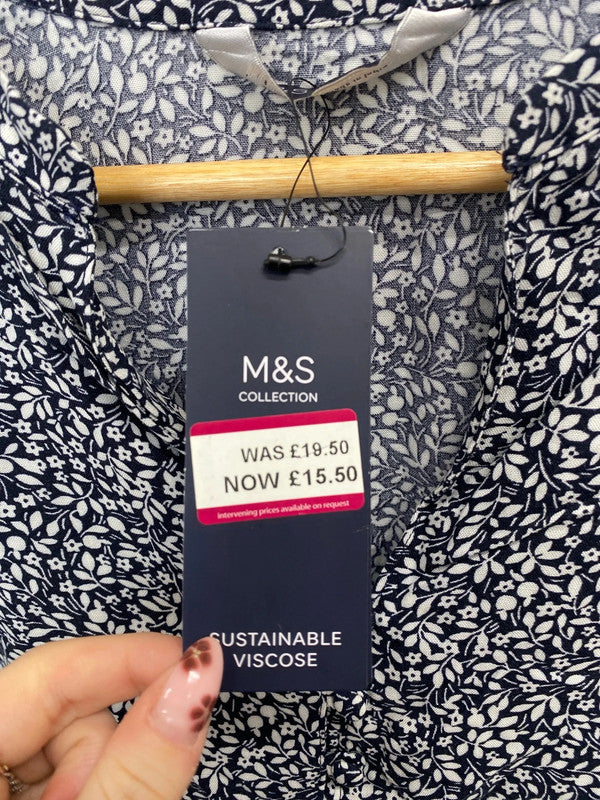 M&S
COLLECTION
WAS £19.50
NOW £15.50
intervening prices available on request
SUSTAINABLE
VISCOSE